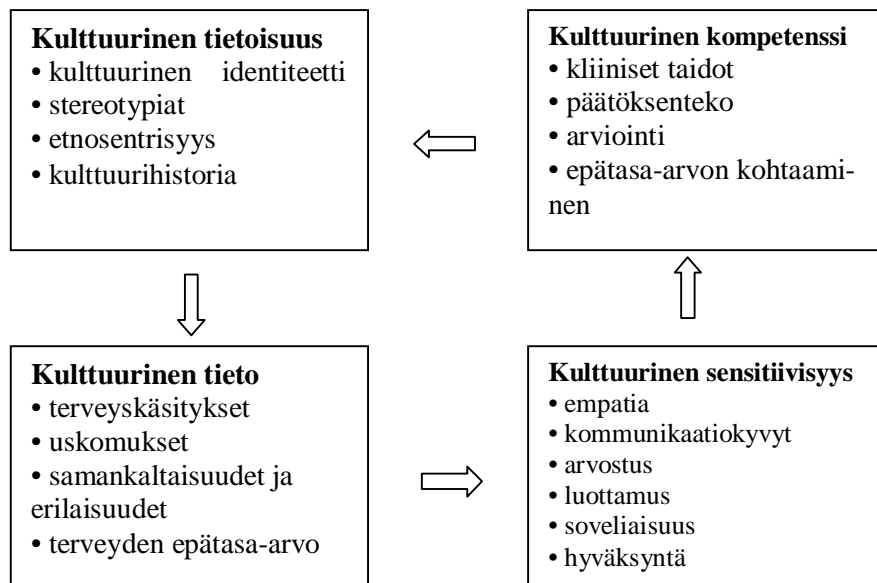 Kulttuurinen tietoisuus
• kulttuurinen identiteetti
• stereotypiat
• etnosentrisyys
• kulttuurihistoria
Kulttuurinen kompetenssi
• kliiniset taidot
• päätöksenteko
• arviointi
• epätasa-arvon kohtaami-
nen
Kulttuurinen tieto
• terveyskäsitykset
• uskomukset
• samankaltaisuudet ja
erilaisuudet
• terveyden epätasa-arvo
Kulttuurinen sensitiivisyys
• empatia
• kommunikaatiokyvyt
• arvostus
• luottamus
• soveliaisuus
• hyväksyntä